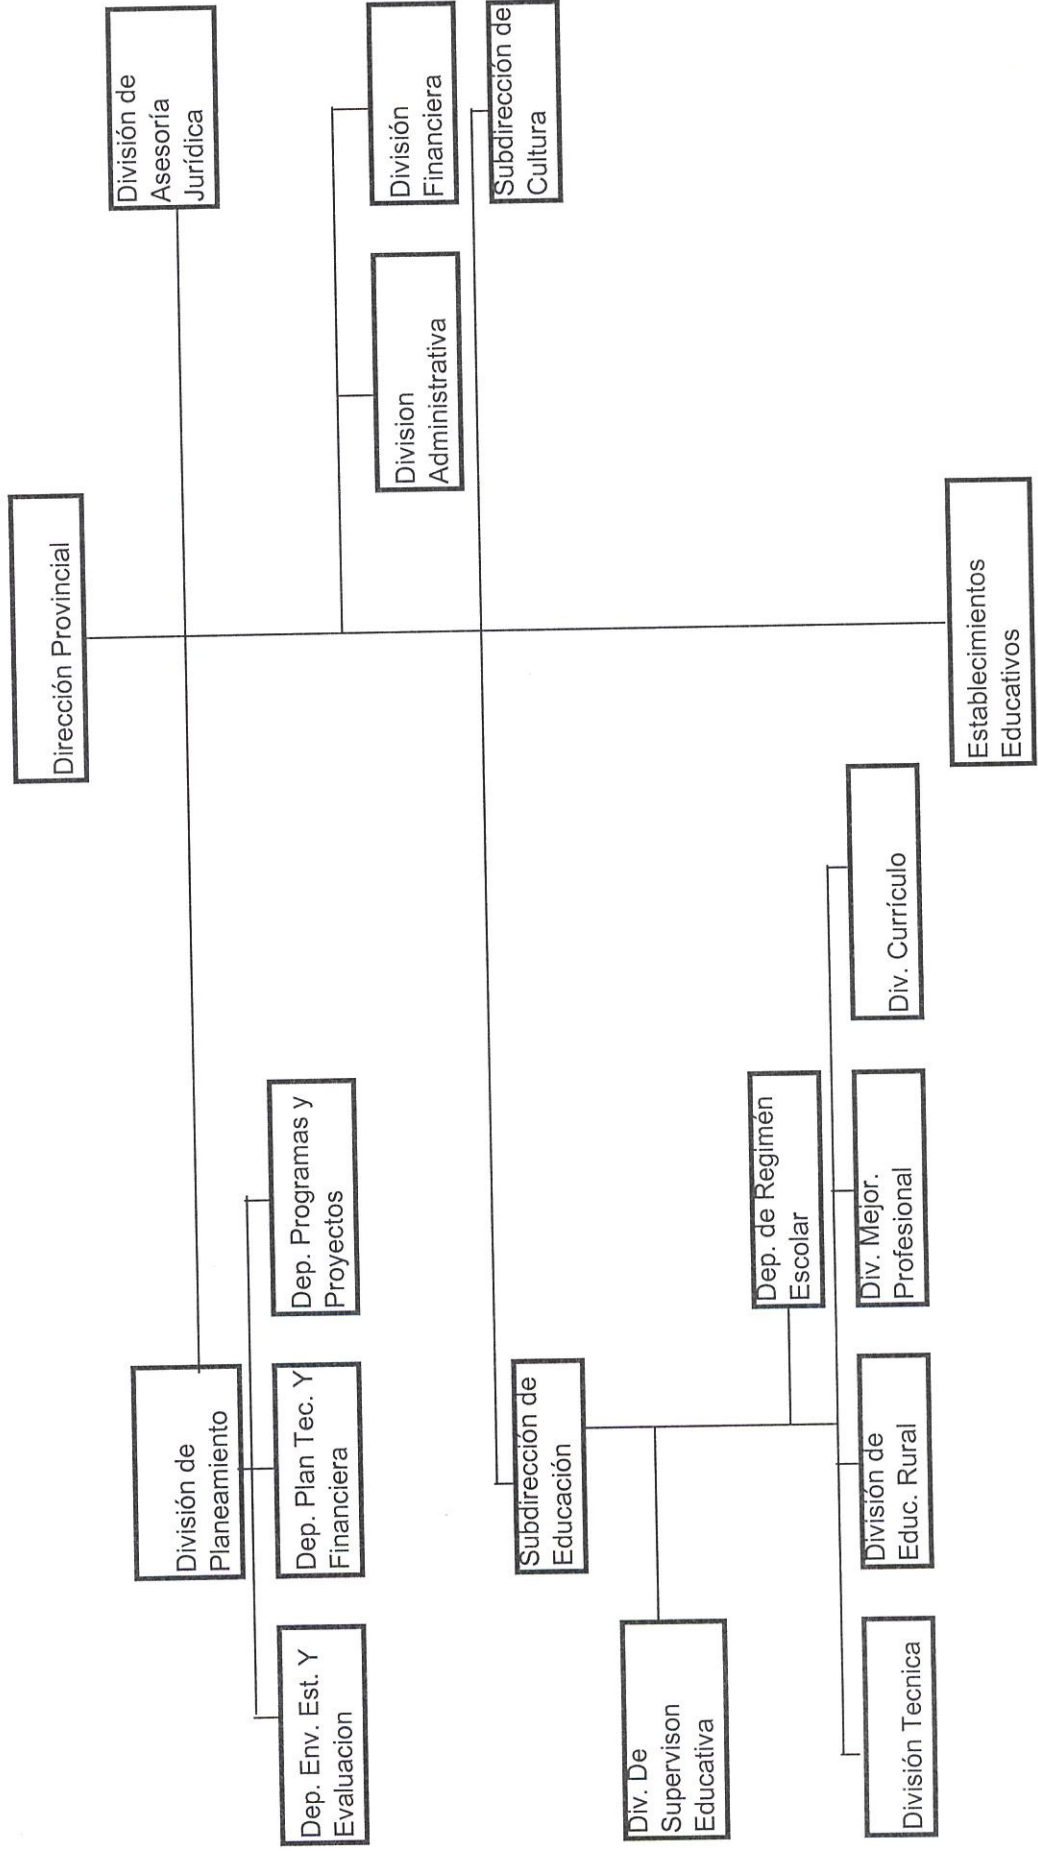 Dirección Provincial
División de
Asesoría
Jurídica
División de
Planeamiento
Dep. Env. Est. Y
Evaluacion
Dep. Plan Tec. Y
Financiera
Dep. Programas y
Proyectos
Division
Administrativa
División
Financiera
Subdirección de
Educación
Subdirección de
Cultura
Div. De
Supervison
Educativa
Dep. de Regimén
Escolar
División Tecnica
División de
Educ. Rural
Div. Mejor.
Profesional
Div. Currículo
Establecimientos
Educativos